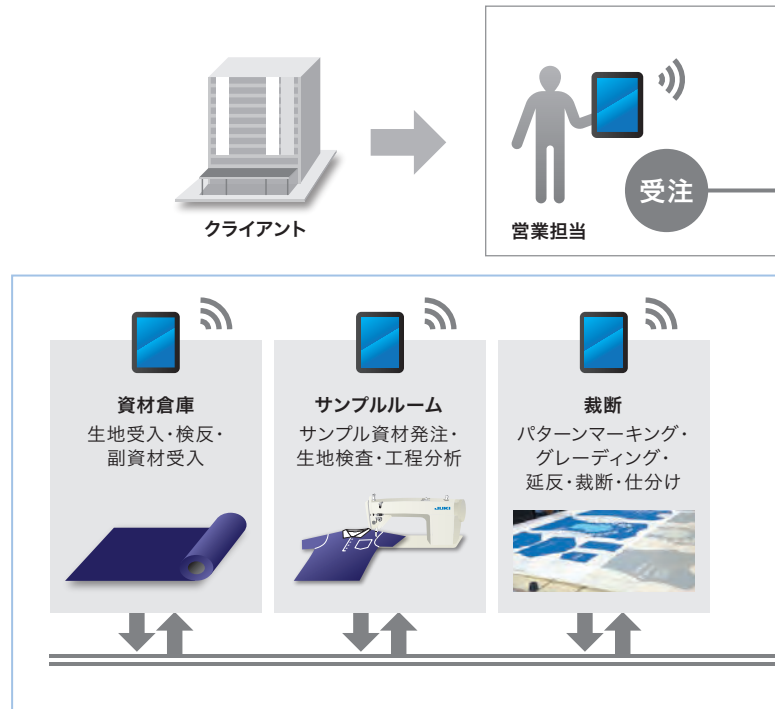 クライアント
営業担当
受注
資材倉庫
生地受入・検反・
副資材受入
サンプルルーム
サンプル資材発注・
生地検査・工程分析
JUKI
裁断
パターンマーキング・
グレーディング・
延反・裁断・仕分け